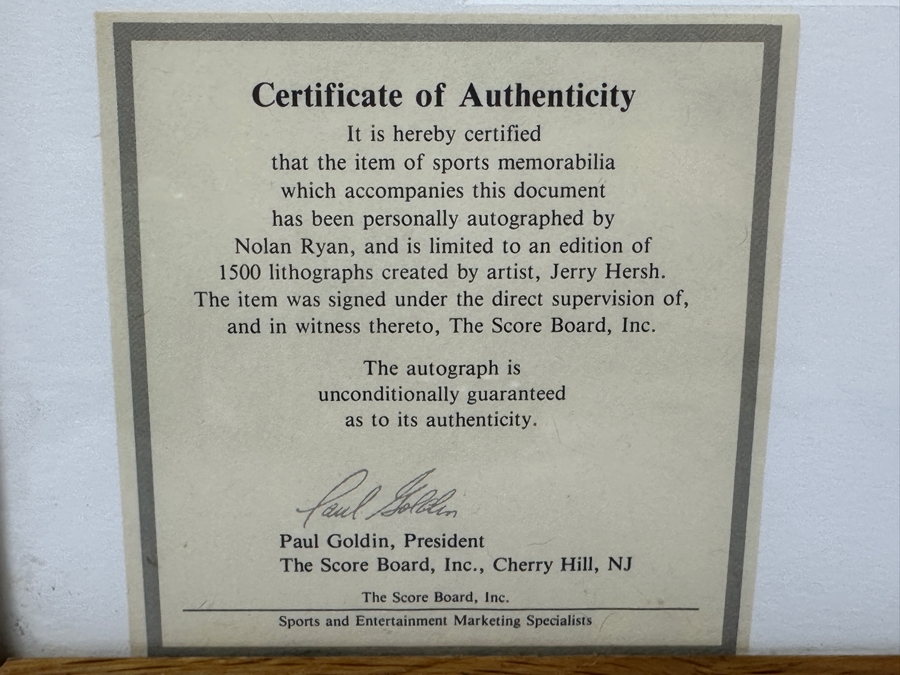 Certificate of Authenticity
It is hereby certified
that the item of sports memorabilia
which accompanies this document
has been personally autographed by
Nolan Ryan, and is limited to an edition of
1500 lithographs created by artist, Jerry Hersh.
The item was signed under the direct supervision of,
and in witness thereto, The Score Board, Inc.
The autograph is
unconditionally guaranteed
as to its authenticity.
Paul Goldin
Paul Goldin, President
The Score Board, Inc., Cherry Hill, NJ
The Score Board, Inc.
Sports and Entertainment Marketing Specialists